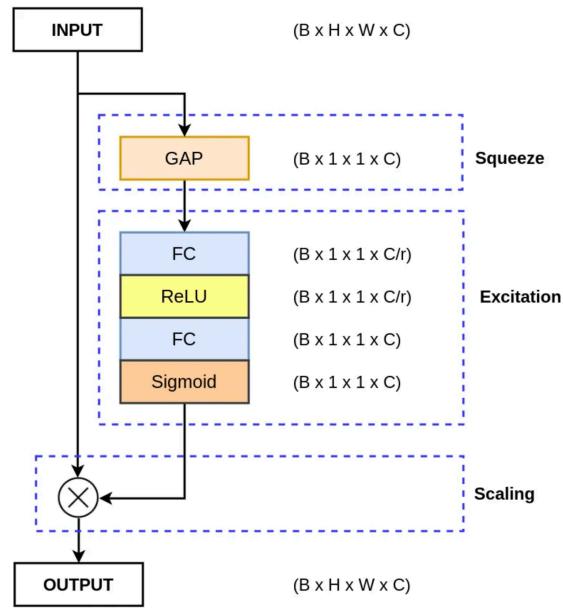 INPUT (B x H x W x C)
GAP (B x 1 x 1 x C) Squeeze
FC (B x 1 x 1 x C/r)
ReLU (B x 1 x 1 x C/r) Excitation
FC (B x 1 x 1 x C)
Sigmoid (B x 1 x 1 x C)
Scaling
OUTPUT (B x H x W x C)